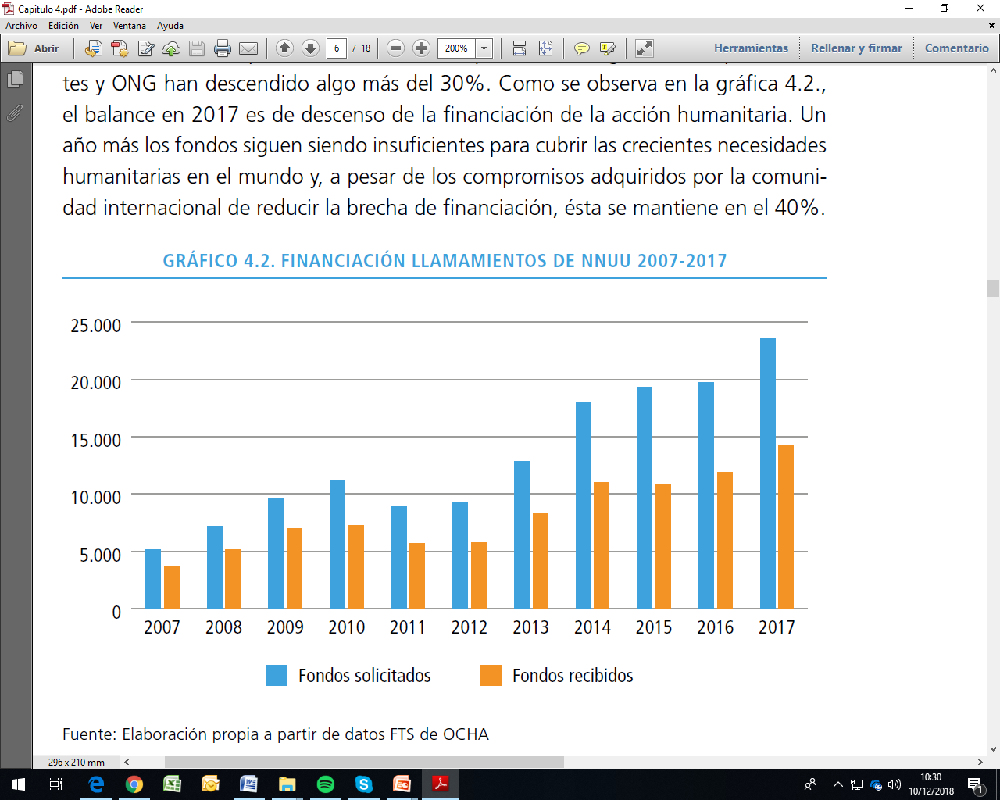 Capitulo 4.pdf - Adobe Reader
Archivo Edición Ver Ventana Ayuda
Abrir 6 / 18 200% Herramientas Rellenar y firmar Comentario
tes y ONG han descendido algo más del 30%. Como se observa en la gráfica 4.2.,
el balance en 2017 es de descenso de la financiación de la acción humanitaria. Un
año más los fondos siguen siendo insuficientes para cubrir las crecientes necesidades
humanitarias en el mundo y, a pesar de los compromisos adquiridos por la comuni-
dad internacional de reducir la brecha de financiación, ésta se mantiene en el 40%.
GRÁFICO 4.2. FINANCIACIÓN LLAMAMIENTOS DE NNUU 2007-2017
25.000
20.000
15.000
10.000
5.000
0
2007 2008 2009 2010 2011 2012 2013 2014 2015 2016 2017
Fondos solicitados Fondos recibidos
Fuente: Elaboración propia a partir de datos FTS de OCHA
296 x 210 mm
10:30
10/12/2018
1